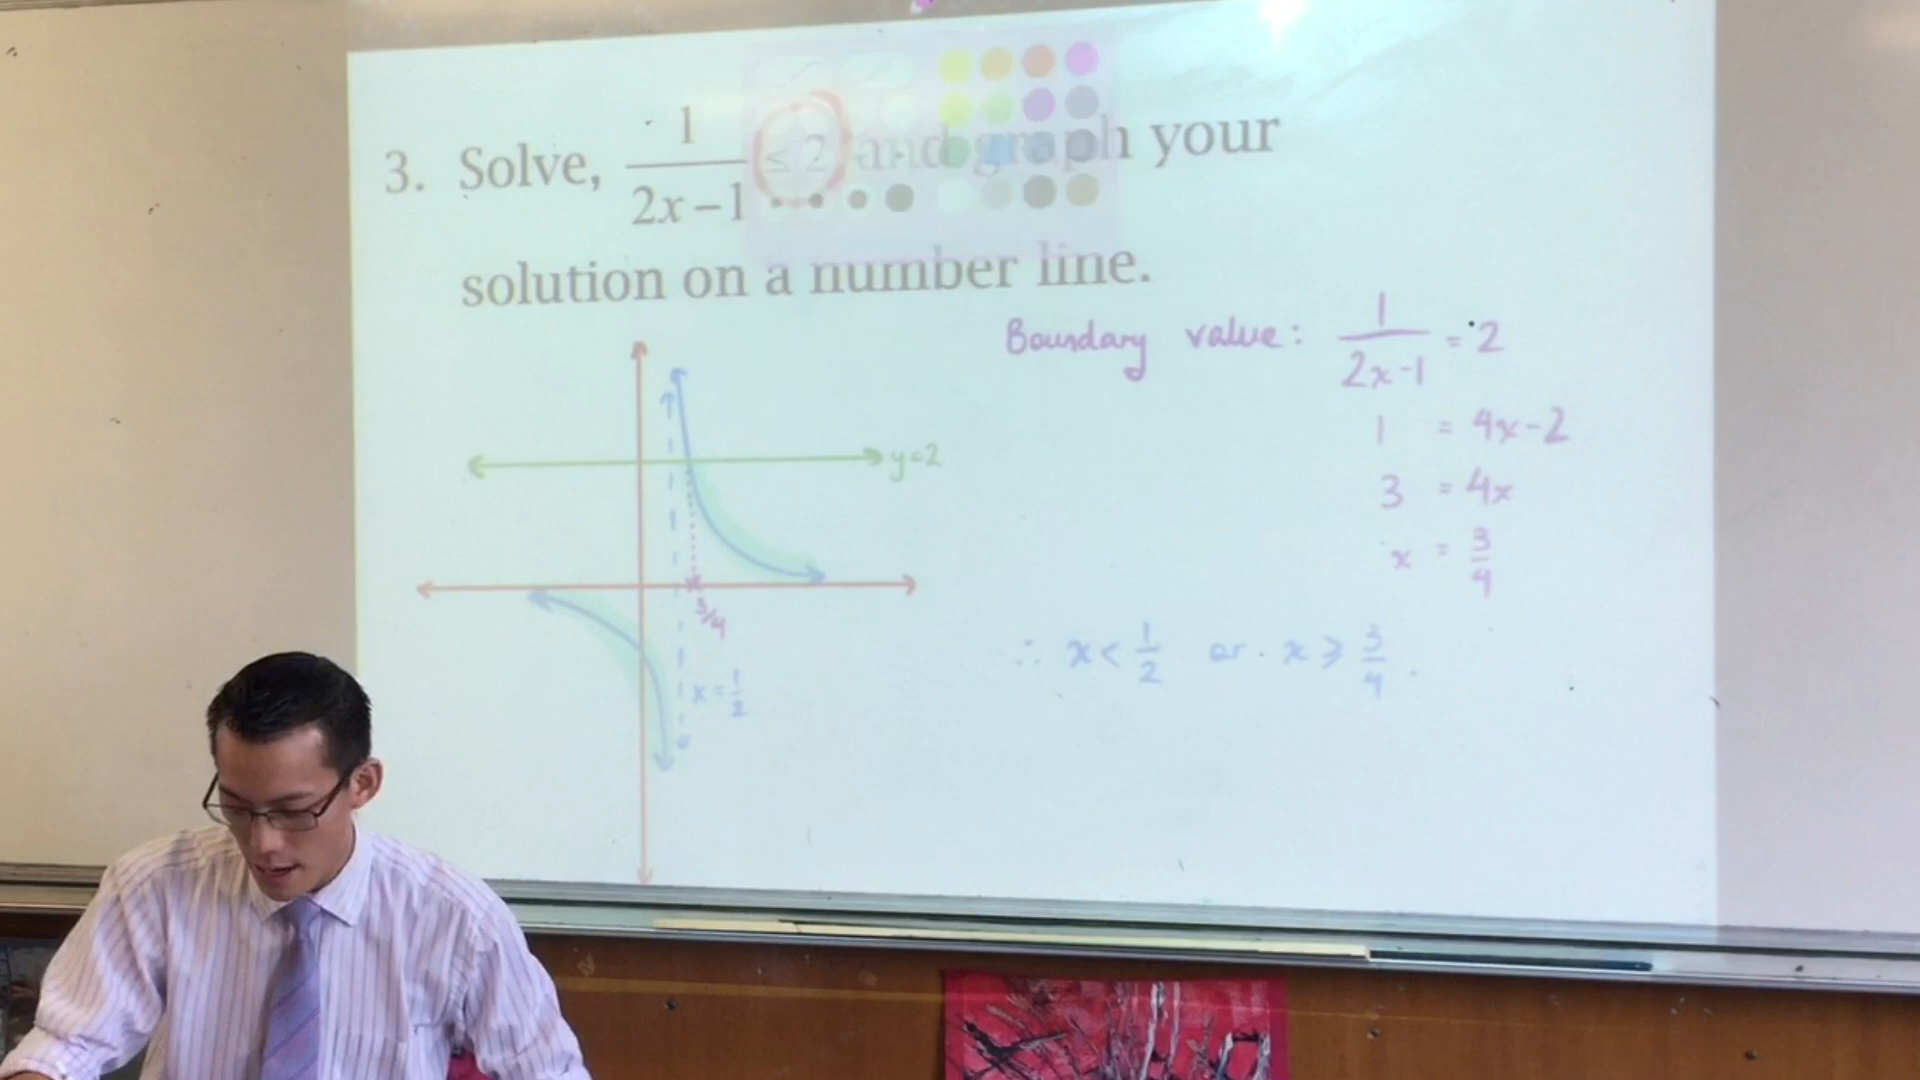 3. Solve, 1/(2x−1) ≤ 2 and graph your
solution on a number line.
Boundary value: 1/(2x-1) = 2
1 = 4x-2
3 = 4x
x = 3/4
∴ x < 1/2 or x ⩾ 3/4.
y=2
3/4
x = 1/2